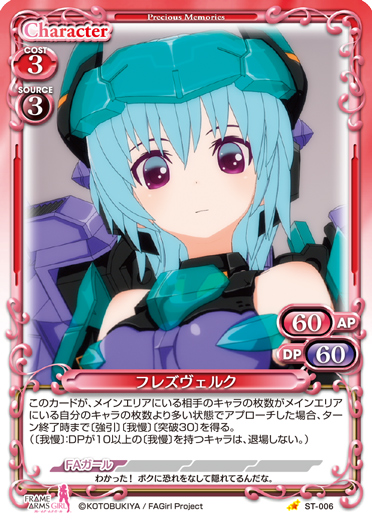 Precious Memories
Character
COST
3
SOURCE
3
60 AP
DP 60
フレズヴェルク
このカードが、メインエリアにいる相手のキャラの枚数がメインエリア
にいる自分のキャラの枚数より多い状態でアプローチした場合、ター
ン終了時まで〔強引〕〔我慢〕〔突破30〕を得る。
（〔我慢〕：DPが10以上の〔我慢〕を持つキャラは、退場しない。）
FAガール
わかった！ ボクに恐れをなして隠れてるんだな。
FRAME
ARMS GIRL
©KOTOBUKIYA / FAGirl Project
ST-006